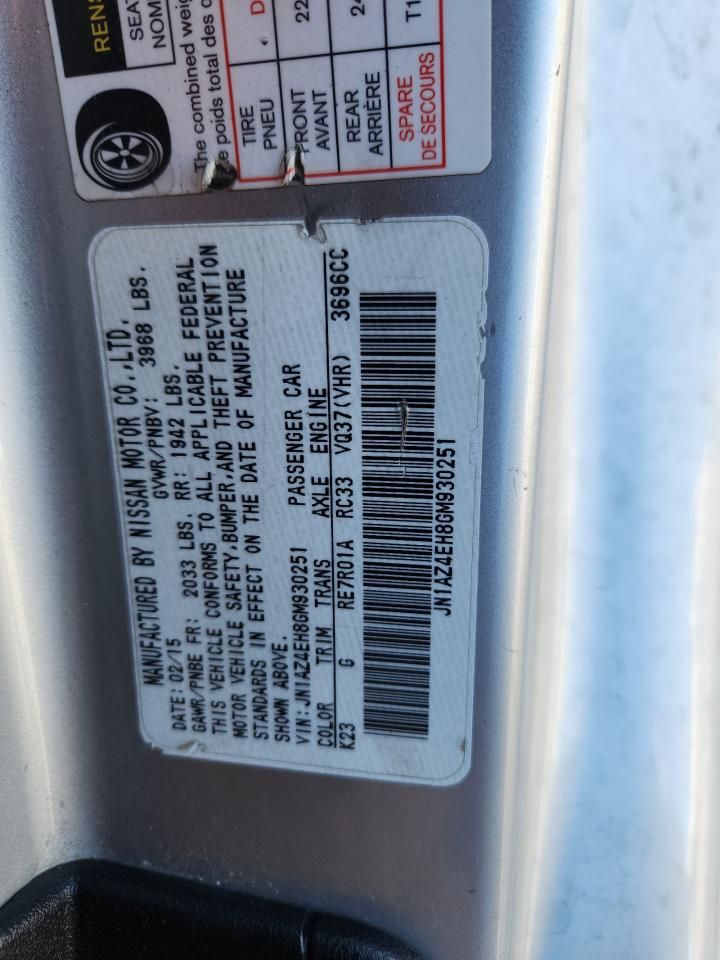 RENS
SEAT
NOMB
The combined weig
e poids total des o
TIRE
PNEU
D
FRONT
AVANT
22
REAR
ARRIÈRE
24
SPARE
DE SECOURS
T1
MANUFACTURED BY NISSAN MOTOR CO.,LTD.
DATE: 02/15 GVWR/PNBV: 3968 LBS.
GAWR/PNBE FR: 2033 LBS. RR: 1942 LBS.
THIS VEHICLE CONFORMS TO ALL APPLICABLE FEDERAL
MOTOR VEHICLE SAFETY,BUMPER,AND THEFT PREVENTION
STANDARDS IN EFFECT ON THE DATE OF MANUFACTURE
SHOWN ABOVE.
VIN:JN1AZ4EH8GM930251 PASSENGER CAR
COLOR TRIM TRANS AXLE ENGINE
K23 G RE7R01A RC33 VQ37(VHR) 3696CC
JN1AZ4EH8GM930251